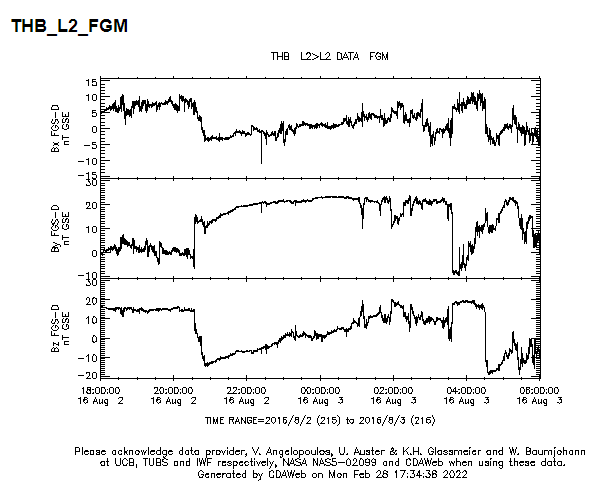 THB_L2_FGM
THB L2>L2 DATA FGM
15
10
5
0
-5
-10
-15
Bx FGS-D
nT GSE
30
20
10
0
-10
By FGS-D
nT GSE
30
20
10
0
-10
-20
Bz FGS-D
nT GSE
18:00:00 20:00:00 22:00:00 00:00:00 02:00:00 04:00:00 06:00:00
16 Aug 2 16 Aug 2 16 Aug 2 16 Aug 3 16 Aug 3 16 Aug 3 16 Aug 3
TIME RANGE=2016/8/2 (215) to 2016/8/3 (216)
Please acknowledge data provider, V. Angelopoulos, U. Auster & K.H. Glassmeier and W. Baumjohann
at UCB, TUBS and IWF respectively, NASA NAS5-02099 and CDAWeb when using these data.
Generated by CDAWeb on Mon Feb 28 17:34:38 2022